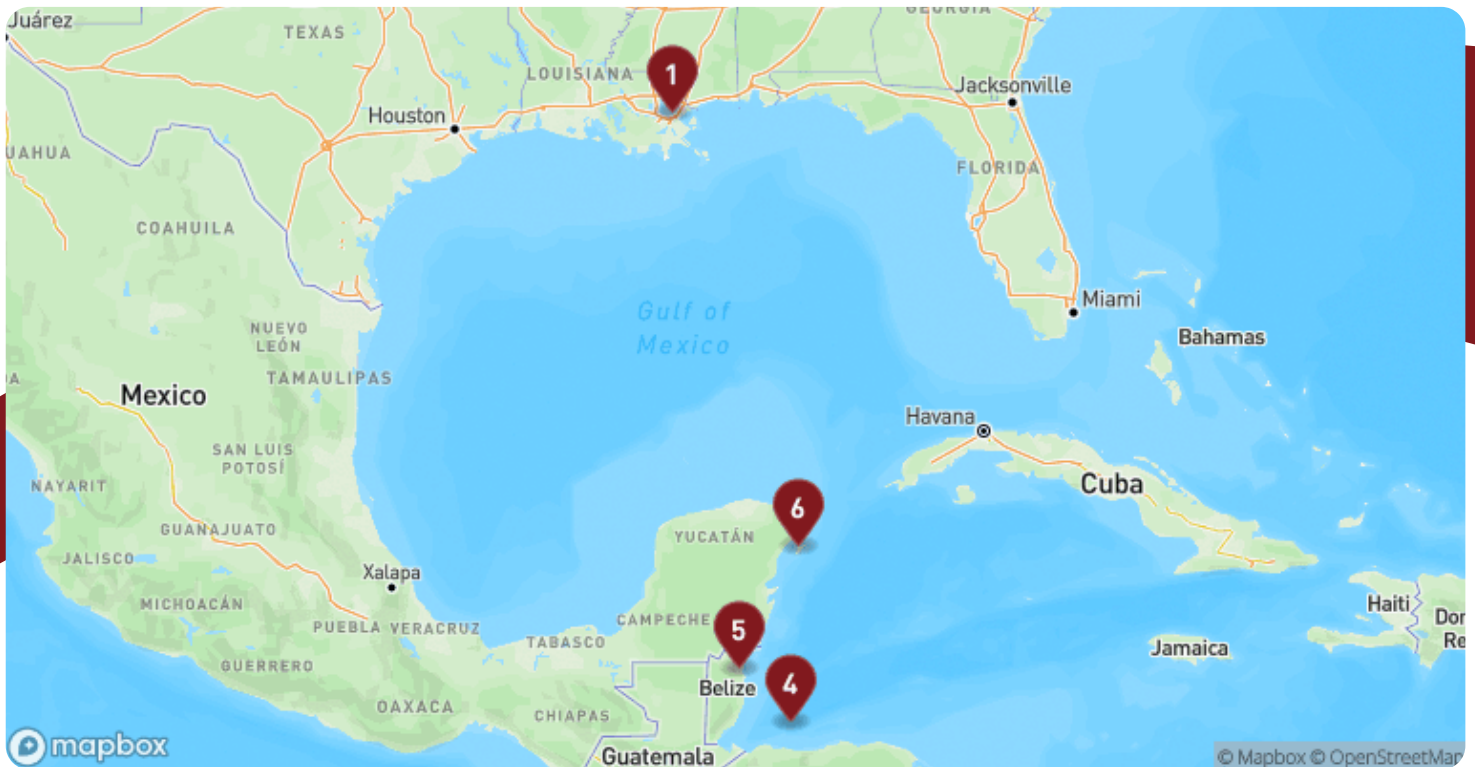 Juárez
TEXAS
GEORGIA
LOUISIANA
1
Jacksonville
Houston
UAHUA
FLORIDA
COAHUILA
Miami
Gulf of
Mexico
NUEVO
LEÓN
Bahamas
TAMAULIPAS
Mexico
Havana
SAN LUIS
POTOSÍ
Cuba
NAYARIT
6
GUANAJUATO
YUCATÁN
JALISCO
Xalapa
MICHOACÁN
Haiti
CAMPECHE
Dor
PUEBLA
VERACRUZ
5
Re
TABASCO
Jamaica
GUERRERO
4
Belize
OAXACA
CHIAPAS
mapbox
Guatemala
© Mapbox © OpenStreetMap